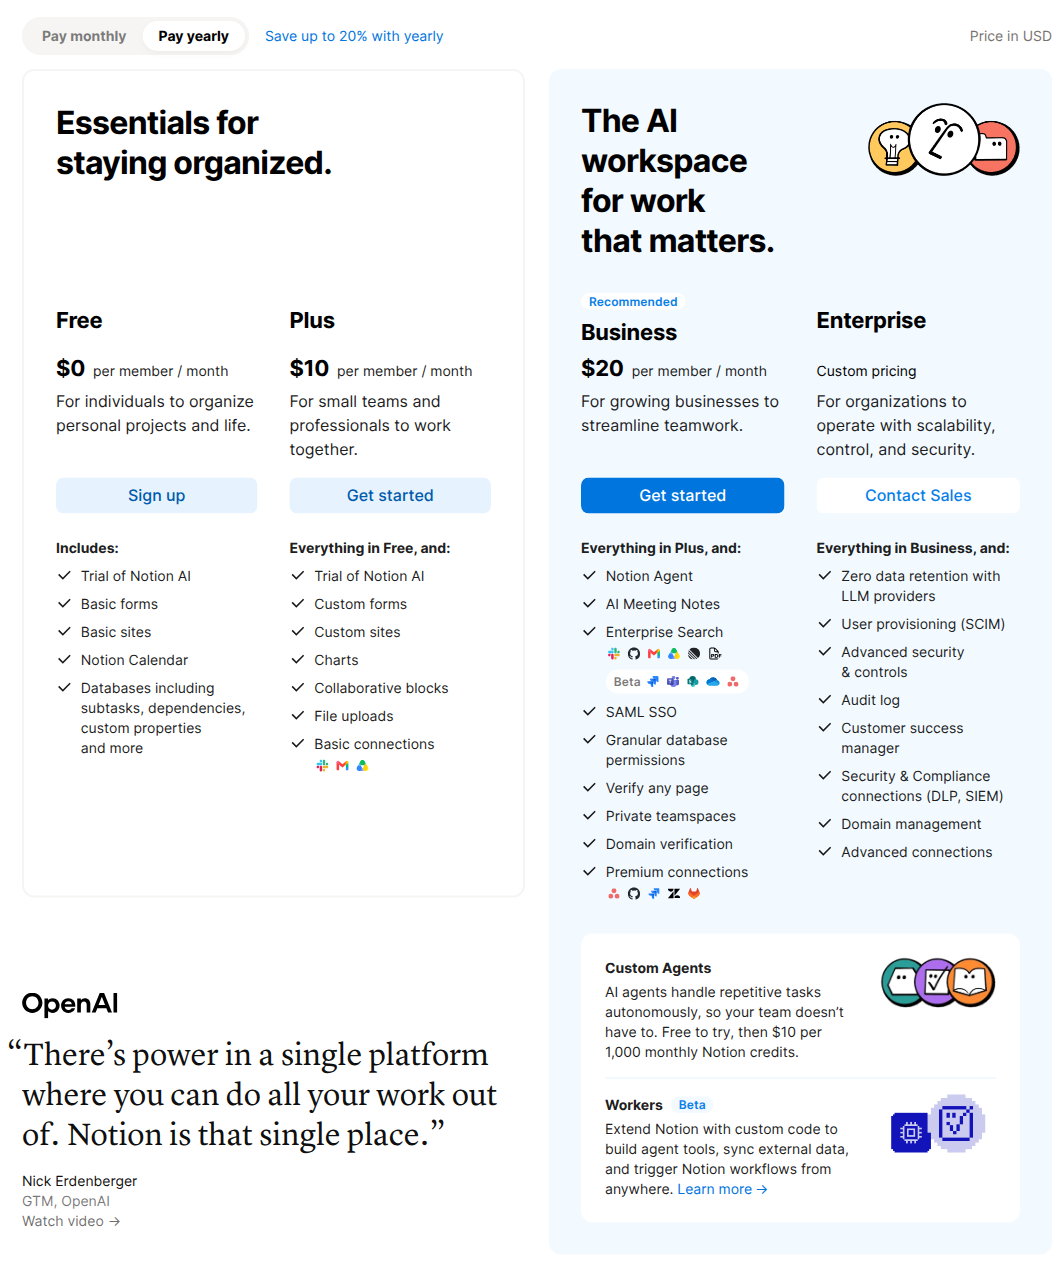 Pay monthly
Pay yearly
Save up to 20% with yearly
Price in USD
Essentials for
staying organized.
Free
$0 per member / month
For individuals to organize
personal projects and life.
Sign up
Includes:
Trial of Notion AI
Basic forms
Basic sites
Notion Calendar
Databases including
subtasks, dependencies,
custom properties
and more
Plus
$10 per member / month
For small teams and
professionals to work
together.
Get started
Everything in Free, and:
Trial of Notion AI
Custom forms
Custom sites
Charts
Collaborative blocks
File uploads
Basic connections
The AI
workspace
for work
that matters.
Recommended
Business
$20 per member / month
For growing businesses to
streamline teamwork.
Get started
Everything in Plus, and:
Notion Agent
AI Meeting Notes
Enterprise Search
PDF
Beta
SAML SSO
Granular database
permissions
Verify any page
Private teamspaces
Domain verification
Premium connections
Enterprise
Custom pricing
For organizations to
operate with scalability,
control, and security.
Contact Sales
Everything in Business, and:
Zero data retention with
LLM providers
User provisioning (SCIM)
Advanced security
& controls
Audit log
Customer success
manager
Security & Compliance
connections (DLP, SIEM)
Domain management
Advanced connections
Custom Agents
AI agents handle repetitive tasks
autonomously, so your team doesn’t
have to. Free to try, then $10 per
1,000 monthly Notion credits.
Workers Beta
Extend Notion with custom code to
build agent tools, sync external data,
and trigger Notion workflows from
anywhere. Learn more →
OpenAI
“There’s power in a single platform
where you can do all your work out
of. Notion is that single place.”
Nick Erdenberger
GTM, OpenAI
Watch video →